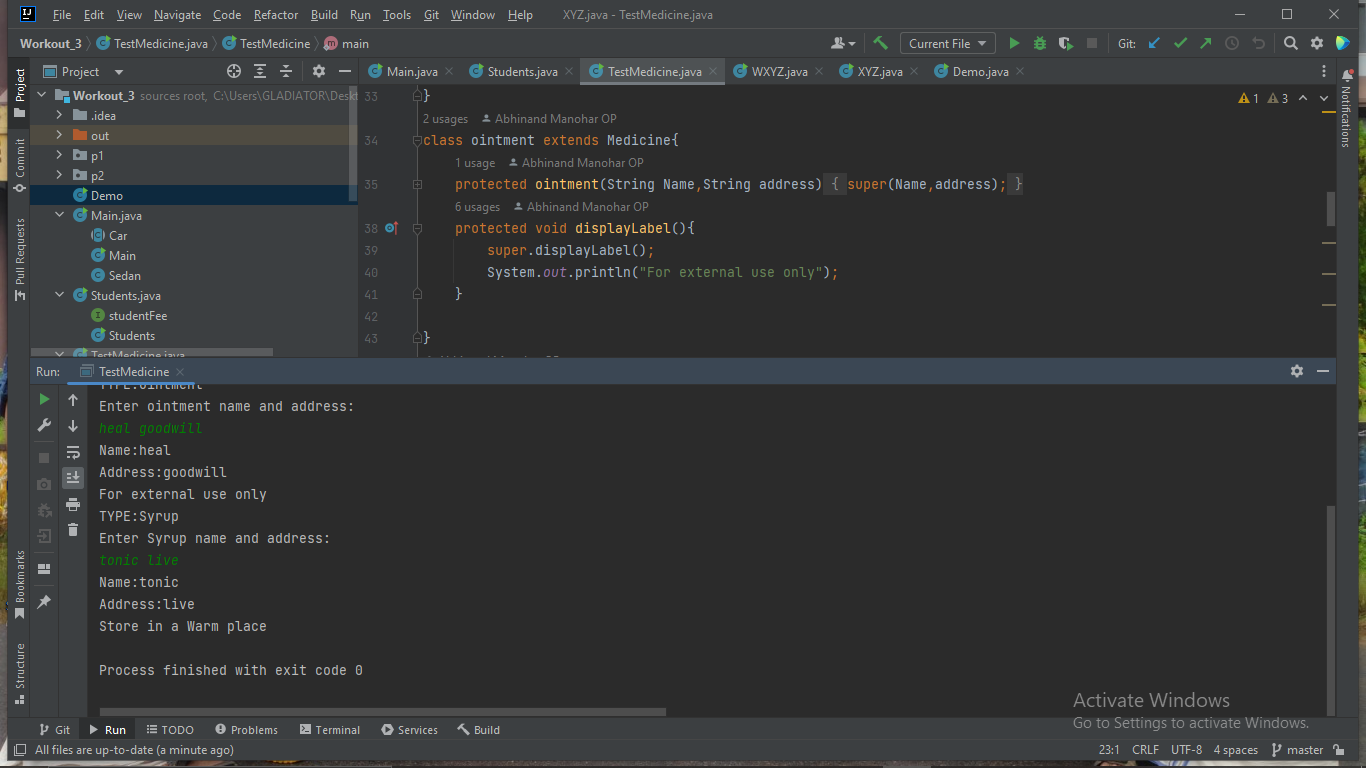 File Edit View Navigate Code Refactor Build Run Tools Git Window Help XYZ.java - TestMedicine.java
Workout_3 TestMedicine.java TestMedicine main Current File Git:
Project
Main.java Students.java TestMedicine.java WXYZ.java XYZ.java Demo.java
Project
Commit
Pull Requests
Bookmarks
Structure
Notifications
Workout_3 sources root, C:\Users\GLADIATOR\Deskt
.idea
out
p1
p2
Demo
Main.java
Car
Main
Sedan
Students.java
studentFee
Students
TestMedicine.java
1 3
33 }
2 usages Abhinand Manohar OP
34 class ointment extends Medicine{
1 usage Abhinand Manohar OP
35 protected ointment(String Name,String address) { super(Name,address); }
6 usages Abhinand Manohar OP
38 protected void displayLabel(){
39 super.displayLabel();
40 System.out.println("For external use only");
41 }
42
43 }
Run: TestMedicine
TYPE:ointment
Enter ointment name and address:
heal goodwill
Name:heal
Address:goodwill
For external use only
TYPE:Syrup
Enter Syrup name and address:
tonic live
Name:tonic
Address:live
Store in a Warm place
Process finished with exit code 0
Activate Windows
Go to Settings to activate Windows.
Git Run TODO Problems Terminal Services Build
All files are up-to-date (a minute ago) 23:1 CRLF UTF-8 4 spaces master